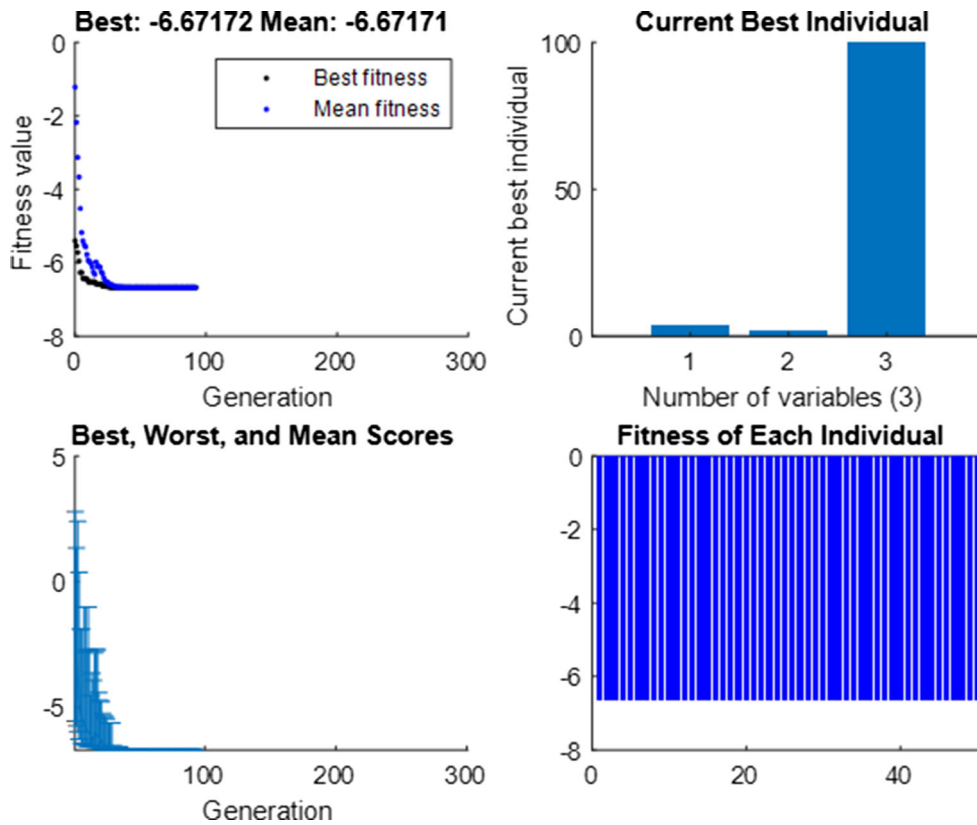 Best: -6.67172 Mean: -6.67171
0
-2
-4
-6
-8
Fitness value
Best fitness
Mean fitness
0 100 200 300
Generation
Current Best Individual
100
50
0
Current best individual
1 2 3
Number of variables (3)
Best, Worst, and Mean Scores
5
0
-5
100 200 300
Generation
Fitness of Each Individual
0
-2
-4
-6
-8
0 20 40